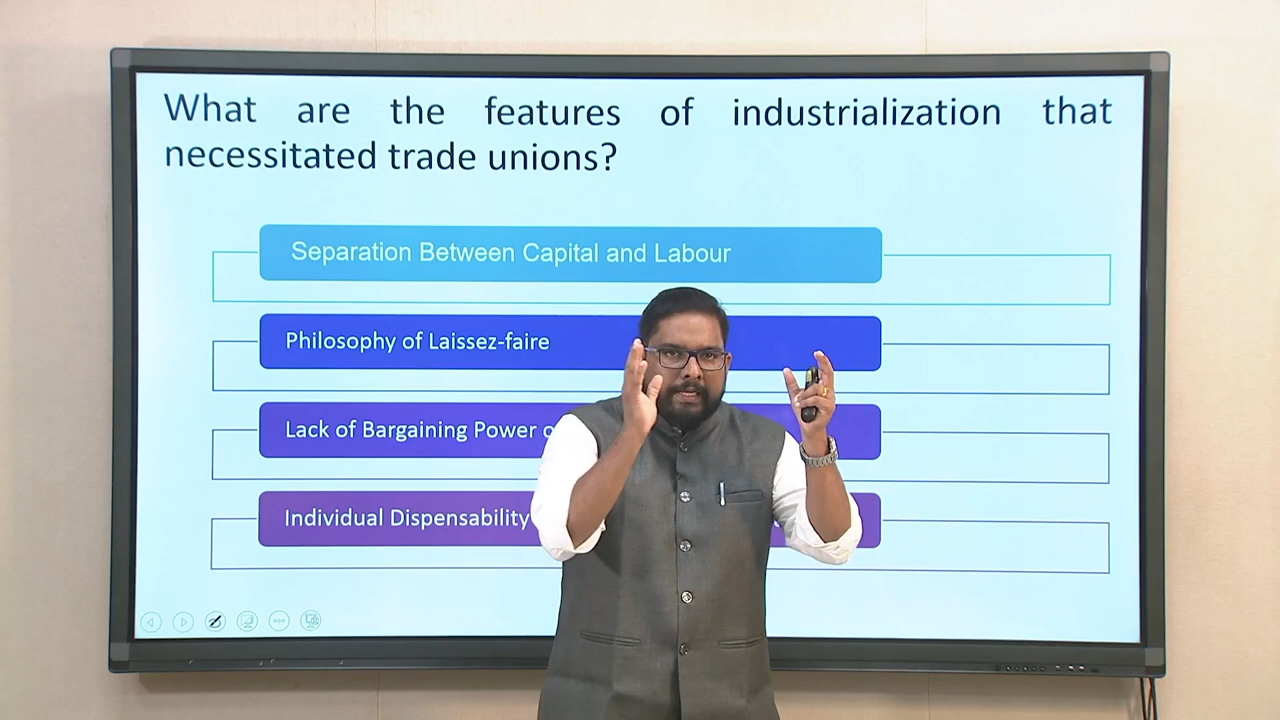 What are the features of industrialization that
necessitated trade unions?
Separation Between Capital and Labour
Philosophy of Laissez-faire
Lack of Bargaining Power
Individual Dispensability